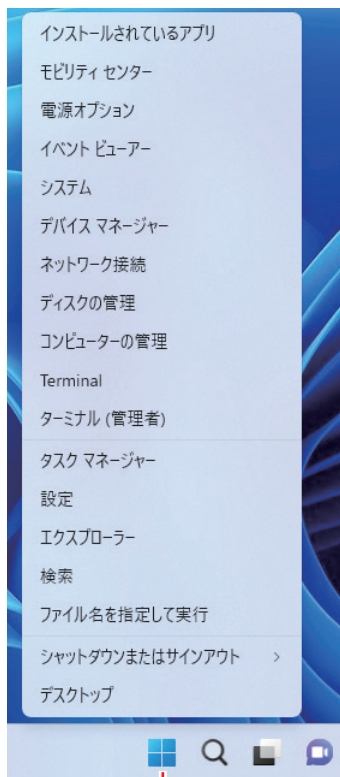 インストールされているアプリ
モビリティ センター
電源オプション
イベント ビューアー
システム
デバイス マネージャー
ネットワーク接続
ディスクの管理
コンピューターの管理
Terminal
ターミナル (管理者)
タスク マネージャー
設定
エクスプローラー
検索
ファイル名を指定して実行
シャットダウンまたはサインアウト
デスクトップ